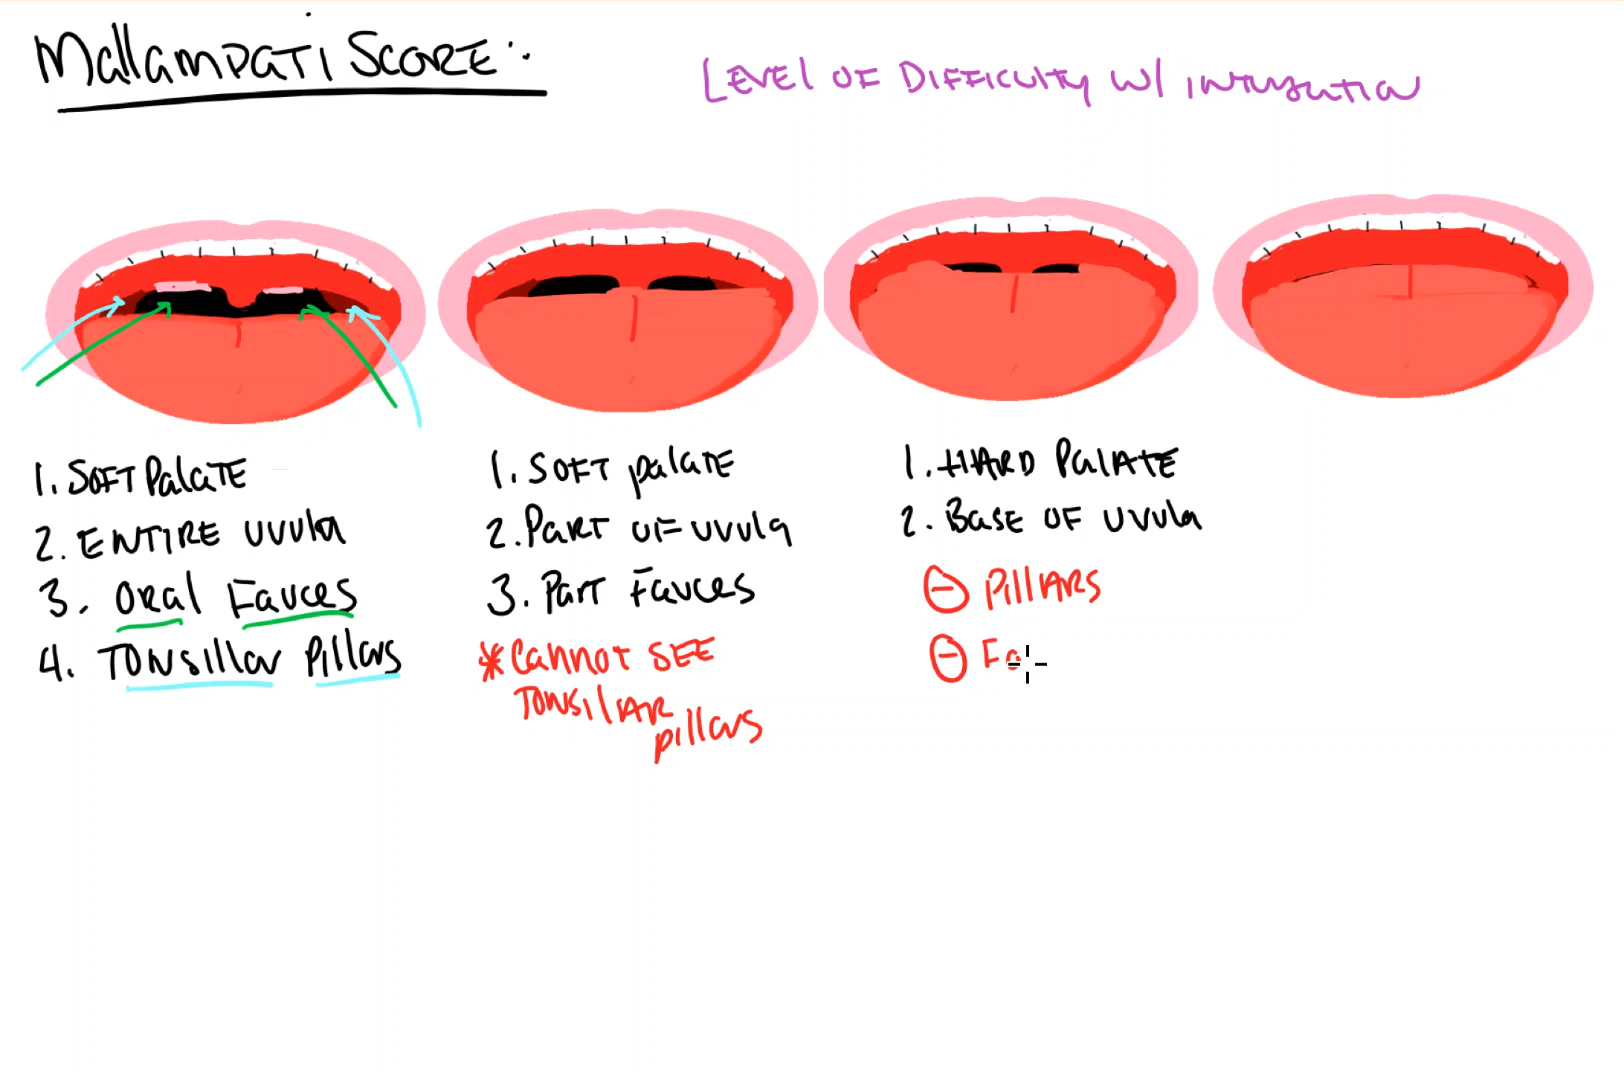 Mallampati Score:
Level of Difficulty w/ intubation
1. Soft Palate
2. Entire uvula
3. Oral Fauces
4. Tonsillar Pillars
1. Soft palate
2. Part of uvula
3. Part Fauces
*Cannot see
Tonsilar
pillars
1. Hard Palate
2. Base of uvula
⊖ Pillars
⊖ Fa